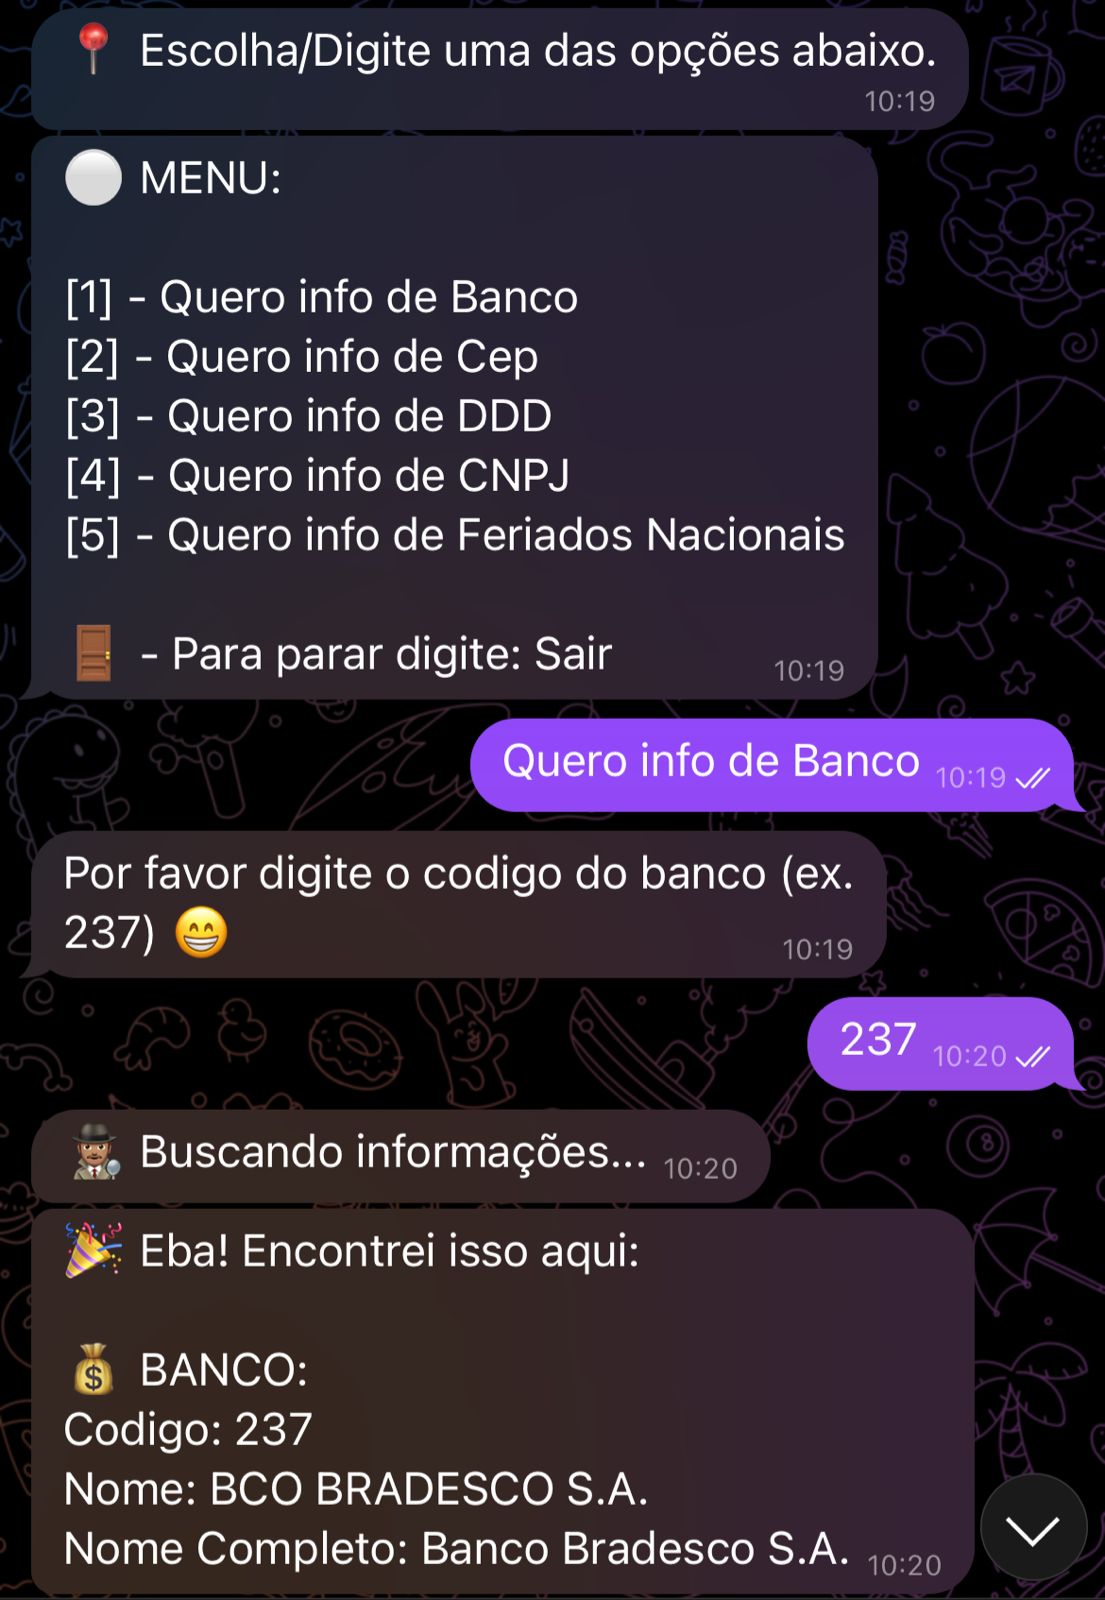 📍 Escolha/Digite uma das opções abaixo.
10:19
⚪ MENU:
[1] - Quero info de Banco
[2] - Quero info de Cep
[3] - Quero info de DDD
[4] - Quero info de CNPJ
[5] - Quero info de Feriados Nacionais
🚪 - Para parar digite: Sair 10:19
Quero info de Banco 10:19
Por favor digite o codigo do banco (ex.
237) 😁 10:19
237 10:20
🕵🏽‍♂️ Buscando informações... 10:20
🎉 Eba! Encontrei isso aqui:
💰 BANCO:
Codigo: 237
Nome: BCO BRADESCO S.A.
Nome Completo: Banco Bradesco S.A. 10:20